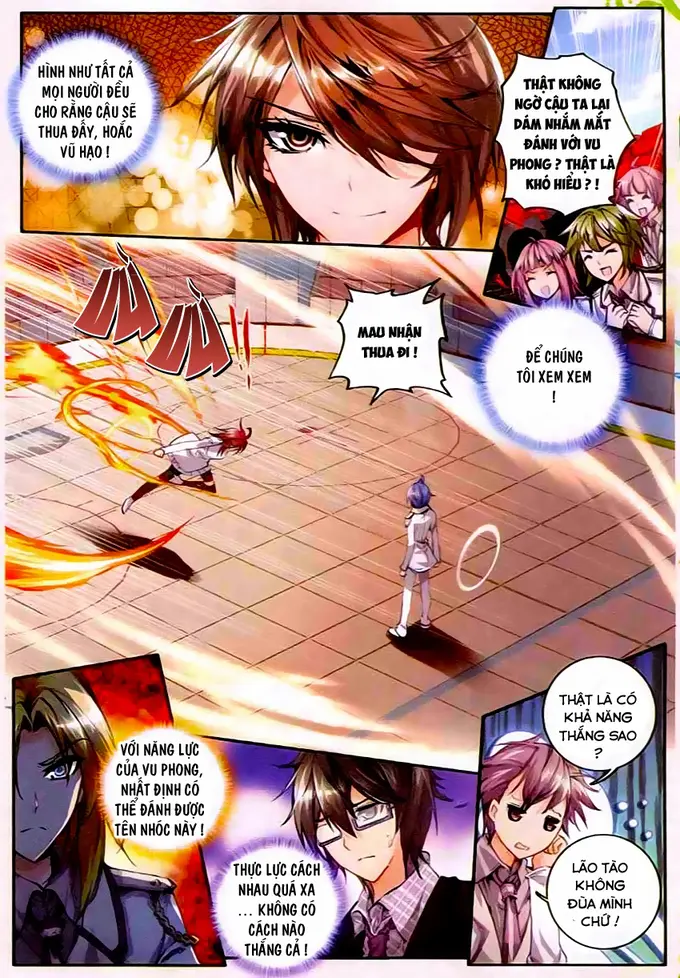 HÌNH NHƯ TẤT CẢ
MỌI NGƯỜI ĐỀU
CHO RẰNG CẬU SẼ
THUA ĐẤY, HOẮC
VŨ HẠO !
THẬT KHÔNG
NGỜ CẬU TA LẠI
DÁM NHẮM MẮT
ĐÁNH VỚI VU
PHONG ? THẬT LÀ
KHÓ HIỂU ? !
ĐỂ CHÚNG
TÔI XEM XEM
!
ÙÙ
ÙÙ
!
MAU NHẬN
THUA ĐI !
VỚI NĂNG LỰC
CỦA VU PHONG,
NHẤT ĐỊNH CÓ
THỂ ĐÁNH ĐƯỢC
TÊN NHÓC NÀY !
THỰC LỰC CÁCH
NHAU QUÁ XA
... KHÔNG CÓ
CÁCH NÀO
THẮNG CẢ !
THẬT LÀ CÓ
KHẢ NĂNG
THẮNG SAO
?
LÃO TÀO
KHÔNG
ĐÙA MÌNH
CHỨ !